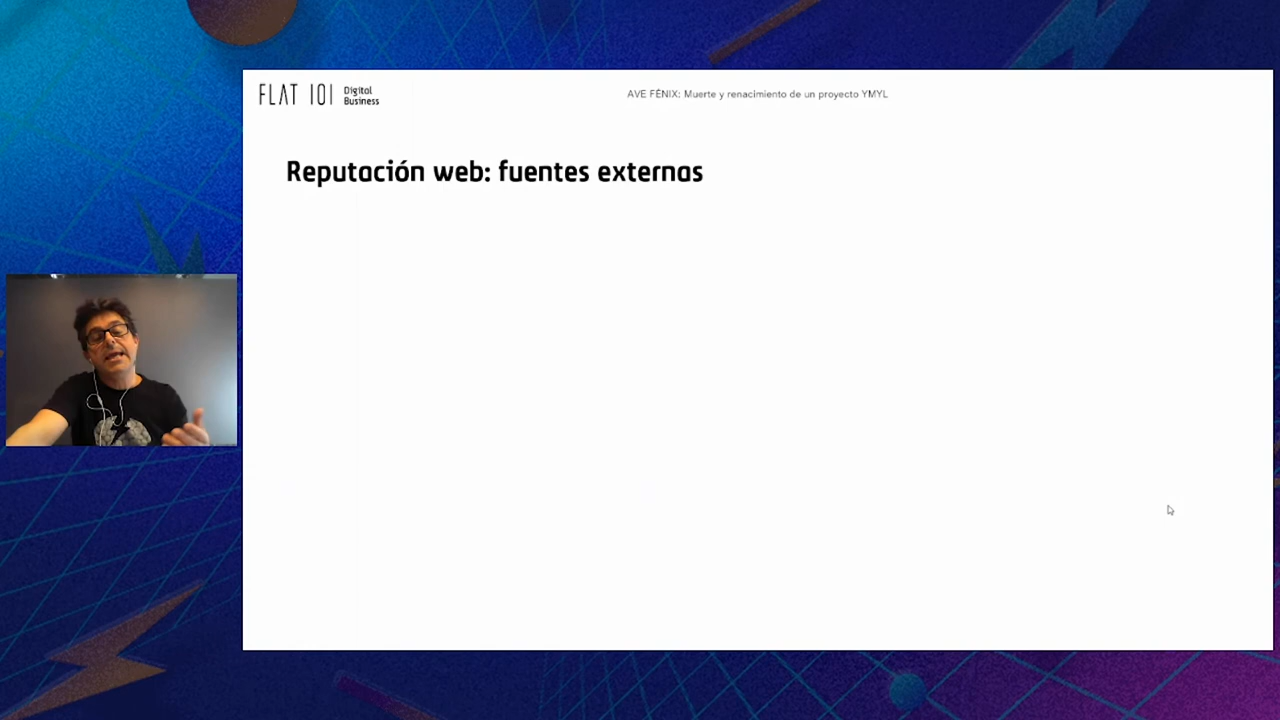 FLAT 101 Digital Business
AVE FÉNIX: Muerte y renacimiento de un proyecto YMYL
Reputación web: fuentes externas